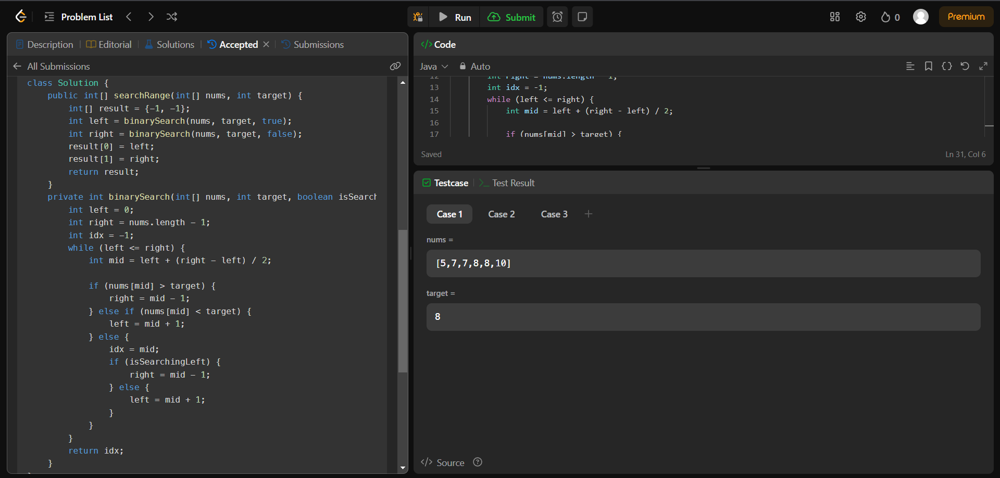 Problem List
Run
Submit
0
Premium
Description
Editorial
Solutions
Accepted
Submissions
All Submissions
class Solution {
public int[] searchRange(int[] nums, int target) {
int[] result = {-1, -1};
int left = binarySearch(nums, target, true);
int right = binarySearch(nums, target, false);
result[0] = left;
result[1] = right;
return result;
}
private int binarySearch(int[] nums, int target, boolean isSearch
int left = 0;
int right = nums.length - 1;
int idx = -1;
while (left <= right) {
int mid = left + (right - left) / 2;
if (nums[mid] > target) {
right = mid - 1;
} else if (nums[mid] < target) {
left = mid + 1;
} else {
idx = mid;
if (isSearchingLeft) {
right = mid - 1;
} else {
left = mid + 1;
}
}
}
return idx;
}
</> Code
Java
Auto
12 int right = nums.length - 1;
13 int idx = -1;
14 while (left <= right) {
15 int mid = left + (right - left) / 2;
16
17 if (nums[mid] > target) {
Saved
Ln 31, Col 6
Testcase
Test Result
Case 1
Case 2
Case 3
nums =
[5,7,7,8,8,10]
target =
8
</> Source